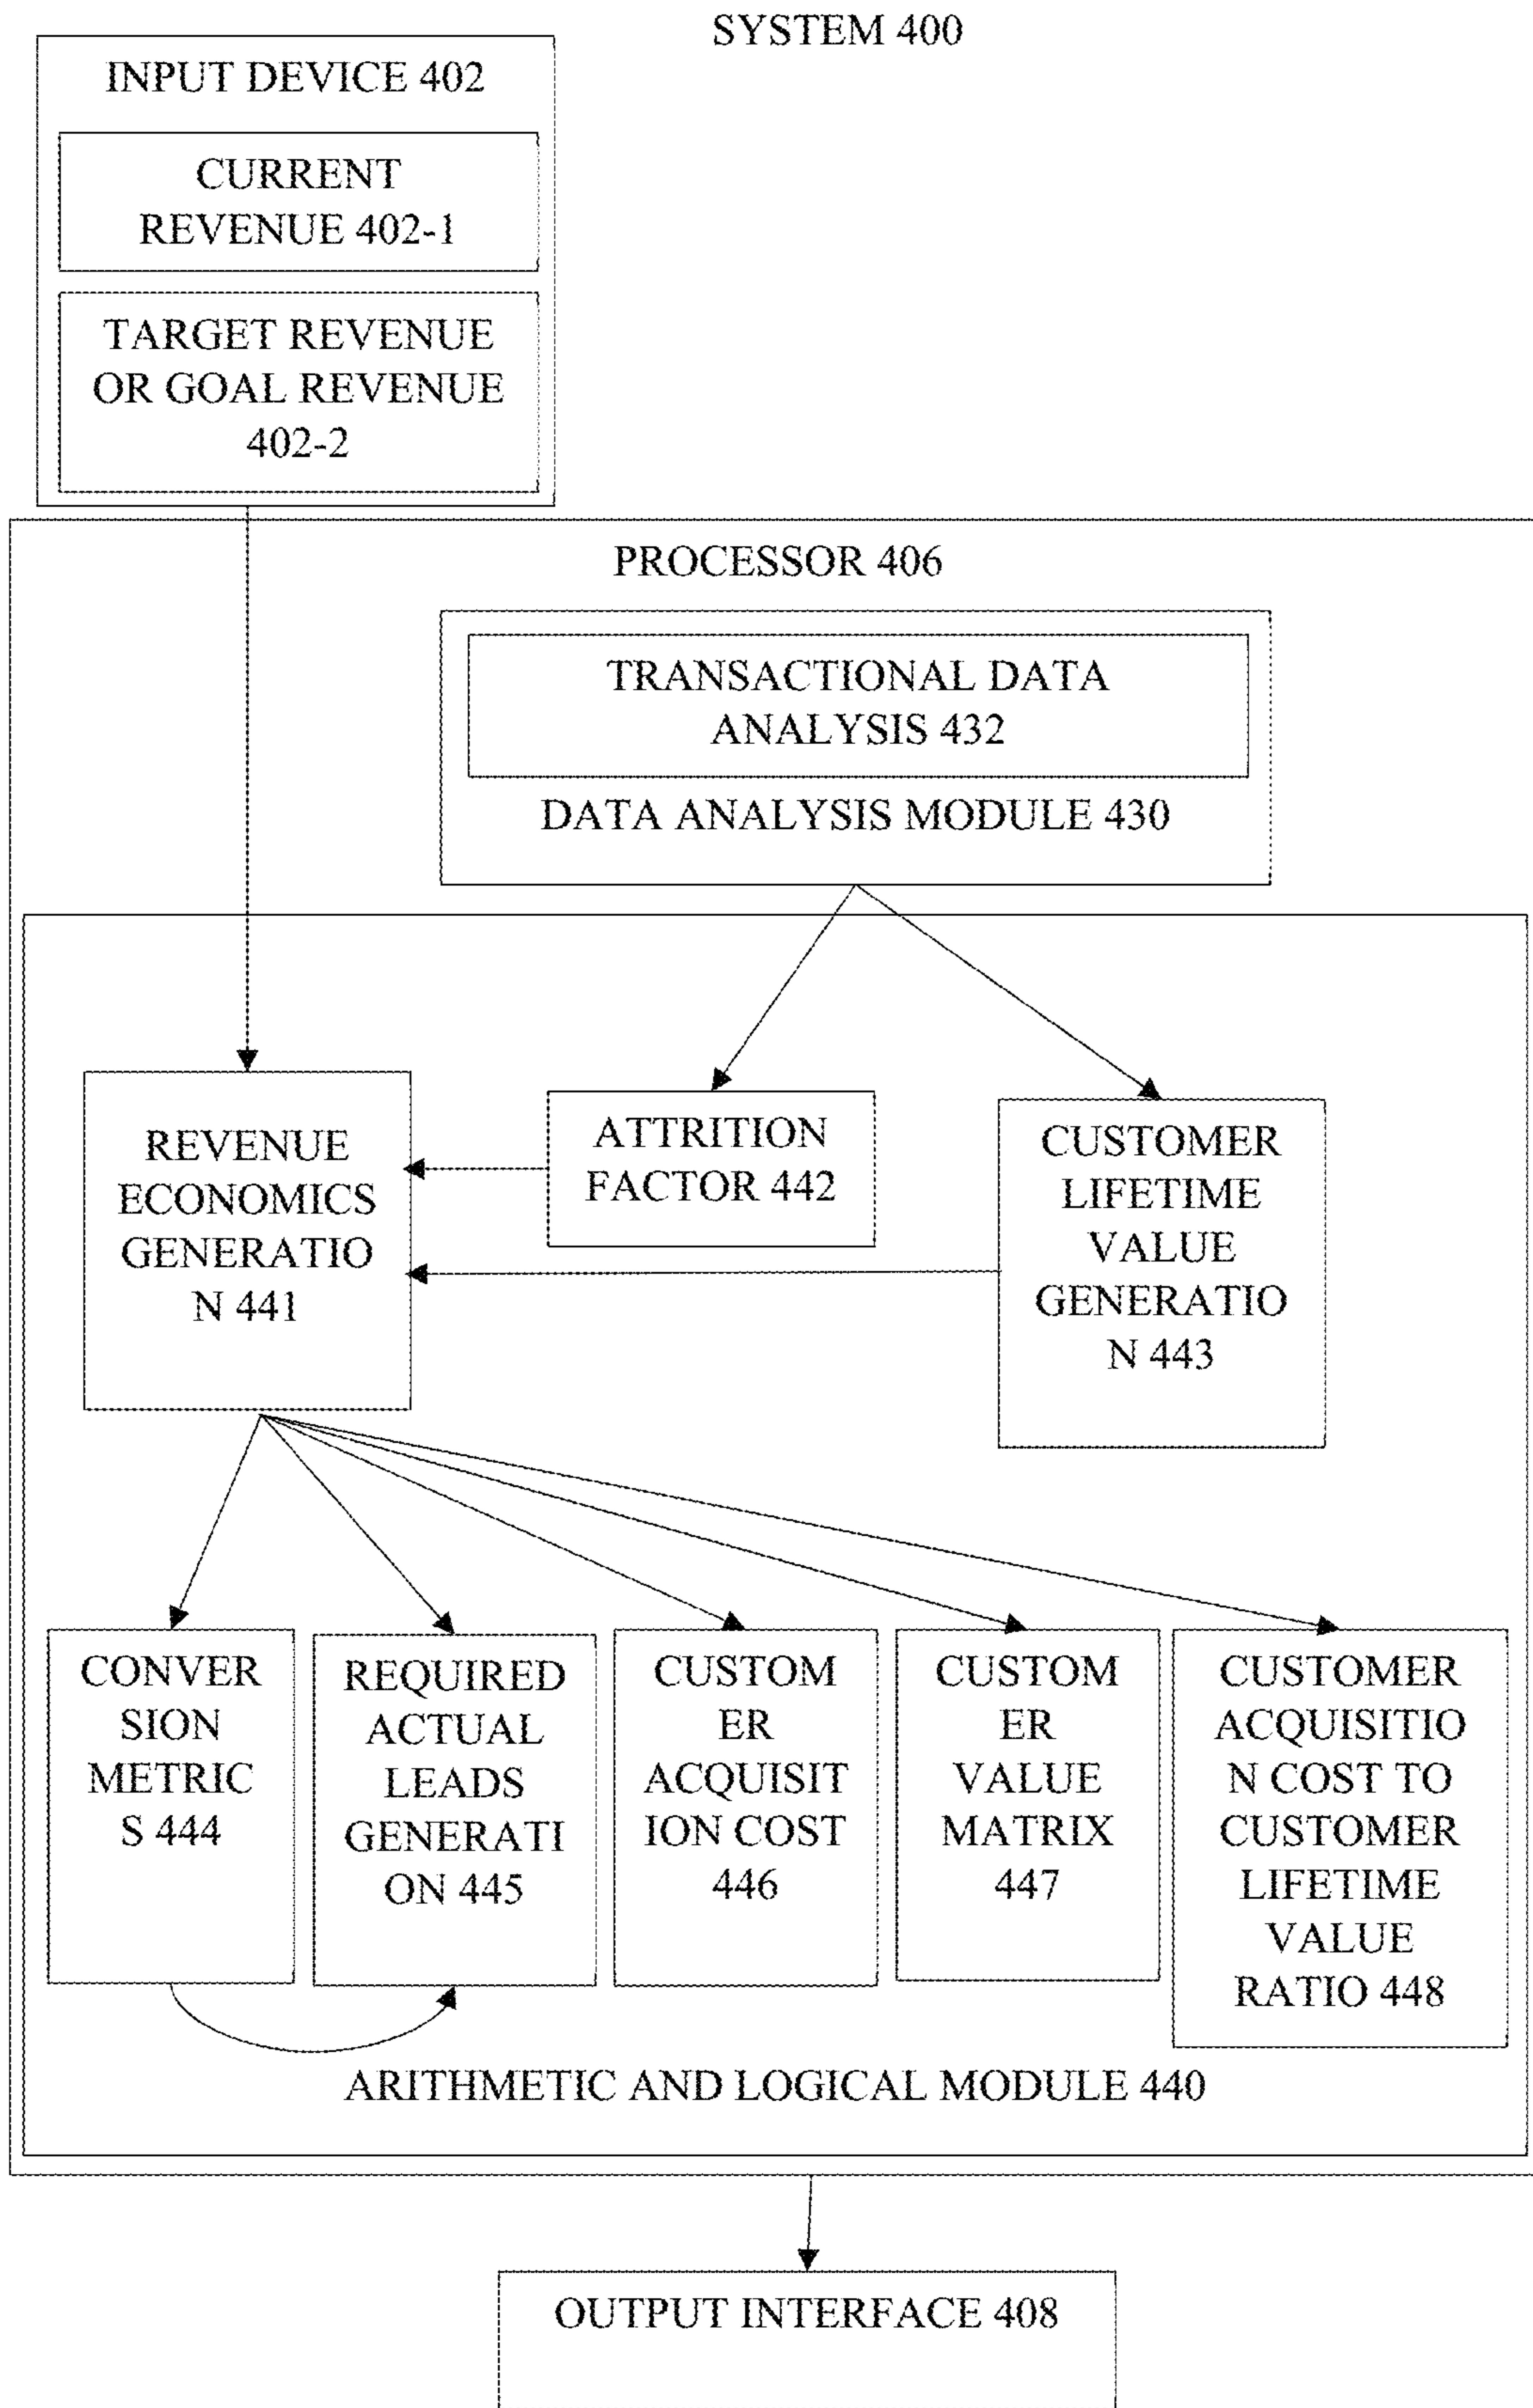 SYSTEM 400
INPUT DEVICE 402
CURRENT
REVENUE 402-1
TARGET REVENUE
OR GOAL REVENUE
402-2
PROCESSOR 406
TRANSACTIONAL DATA
ANALYSIS 432
DATA ANALYSIS MODULE 430
REVENUE
ECONOMICS
GENERATIO
N 441
ATTRITION
FACTOR 442
CUSTOMER
LIFETIME
VALUE
GENERATIO
N 443
CONVER
SION
METRIC
S 444
REQUIRED
ACTUAL
LEADS
GENERATI
ON 445
CUSTOM
ER
ACQUISIT
ION COST
446
CUSTOM
ER
VALUE
MATRIX
447
CUSTOMER
ACQUISITIO
N COST TO
CUSTOMER
LIFETIME
VALUE
RATIO 448
ARITHMETIC AND LOGICAL MODULE 440
OUTPUT INTERFACE 408